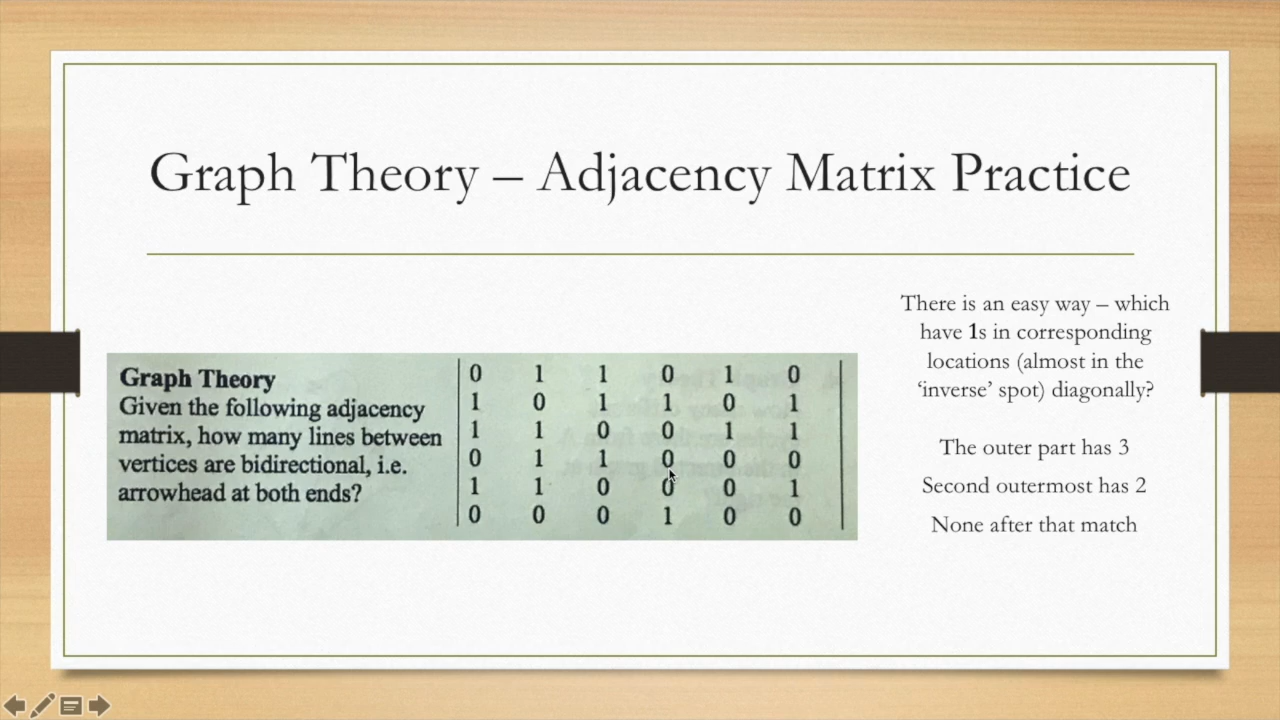 Graph Theory – Adjacency Matrix Practice
Graph Theory
Given the following adjacency
matrix, how many lines between
vertices are bidirectional, i.e.
arrowhead at both ends?
0 1 1 0 1 0
1 0 1 1 0 1
1 1 0 0 1 1
0 1 1 0 0 0
1 1 0 0 0 1
0 0 0 1 0 0
There is an easy way – which
have 1s in corresponding
locations (almost in the
‘inverse’ spot) diagonally?
The outer part has 3
Second outermost has 2
None after that match